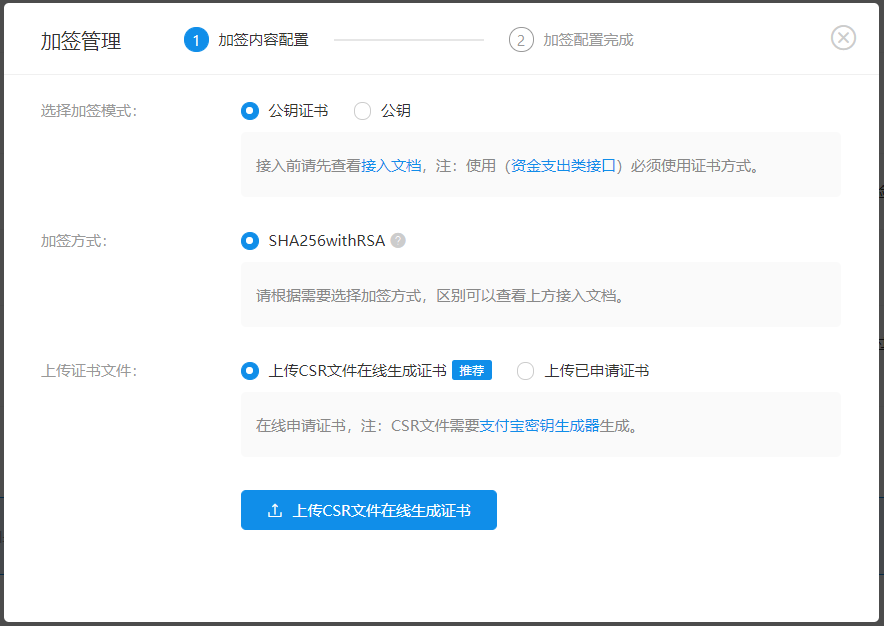 加签管理
1 加签内容配置
2 加签配置完成
选择加签模式：
公钥证书
公钥
接入前请先查看接入文档，注：使用（资金支出类接口）必须使用证书方式。
加签方式：
SHA256withRSA ?
请根据需要选择加签方式，区别可以查看上方接入文档。
上传证书文件：
上传CSR文件在线生成证书 推荐
上传已申请证书
在线申请证书，注：CSR文件需要支付宝密钥生成器生成。
上传CSR文件在线生成证书